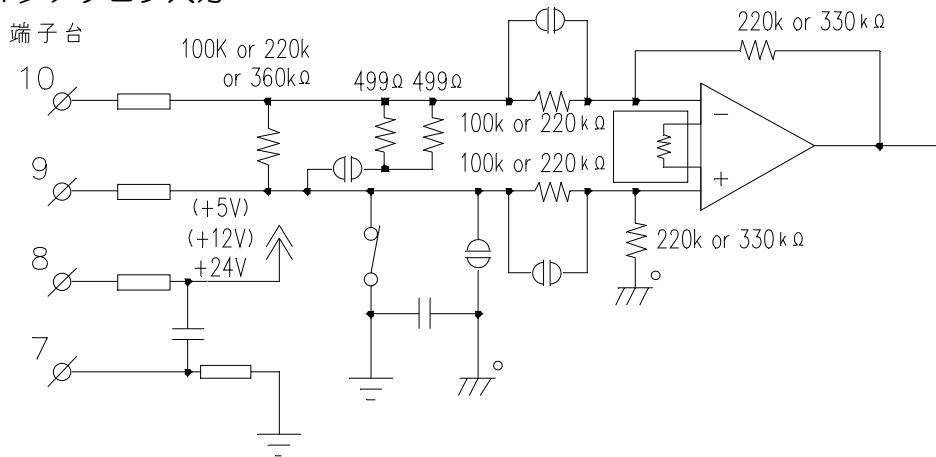 端子台
10
100K or 220k
or 360kΩ
499Ω 499Ω
220k or 330kΩ
100k or 220kΩ
−
9
100k or 220kΩ
+
(+5V)
(+12V)
+24V
8
220k or 330kΩ
7